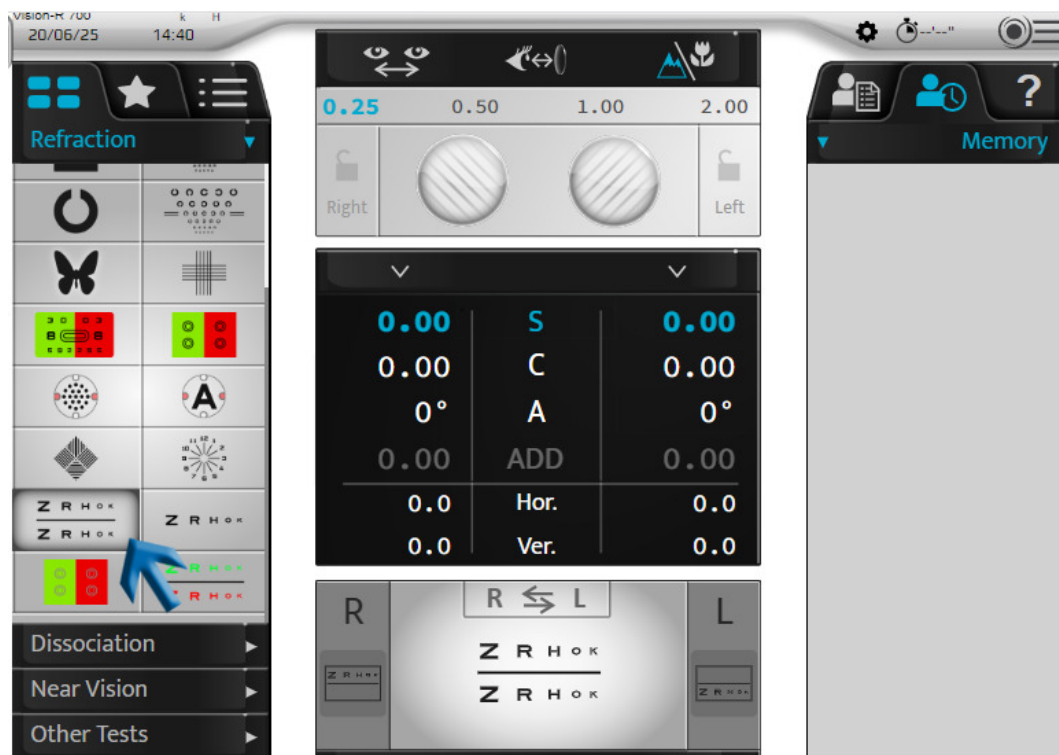 Vision-R 700 k H
20/06/25 14:40
--'--"
0.25 0.50 1.00 2.00
Refraction
Memory
Right
Left
0.00 S 0.00
0.00 C 0.00
0° A 0°
0.00 ADD 0.00
0.0 Hor. 0.0
0.0 Ver. 0.0
A
Z R H O K
Z R H O K
Z R H O K
R H O K
Z R H O K
R
R L
L
Z R H O K
Z R H O K
Z R H O K
Z R H O K
Dissociation
Near Vision
Other Tests
?